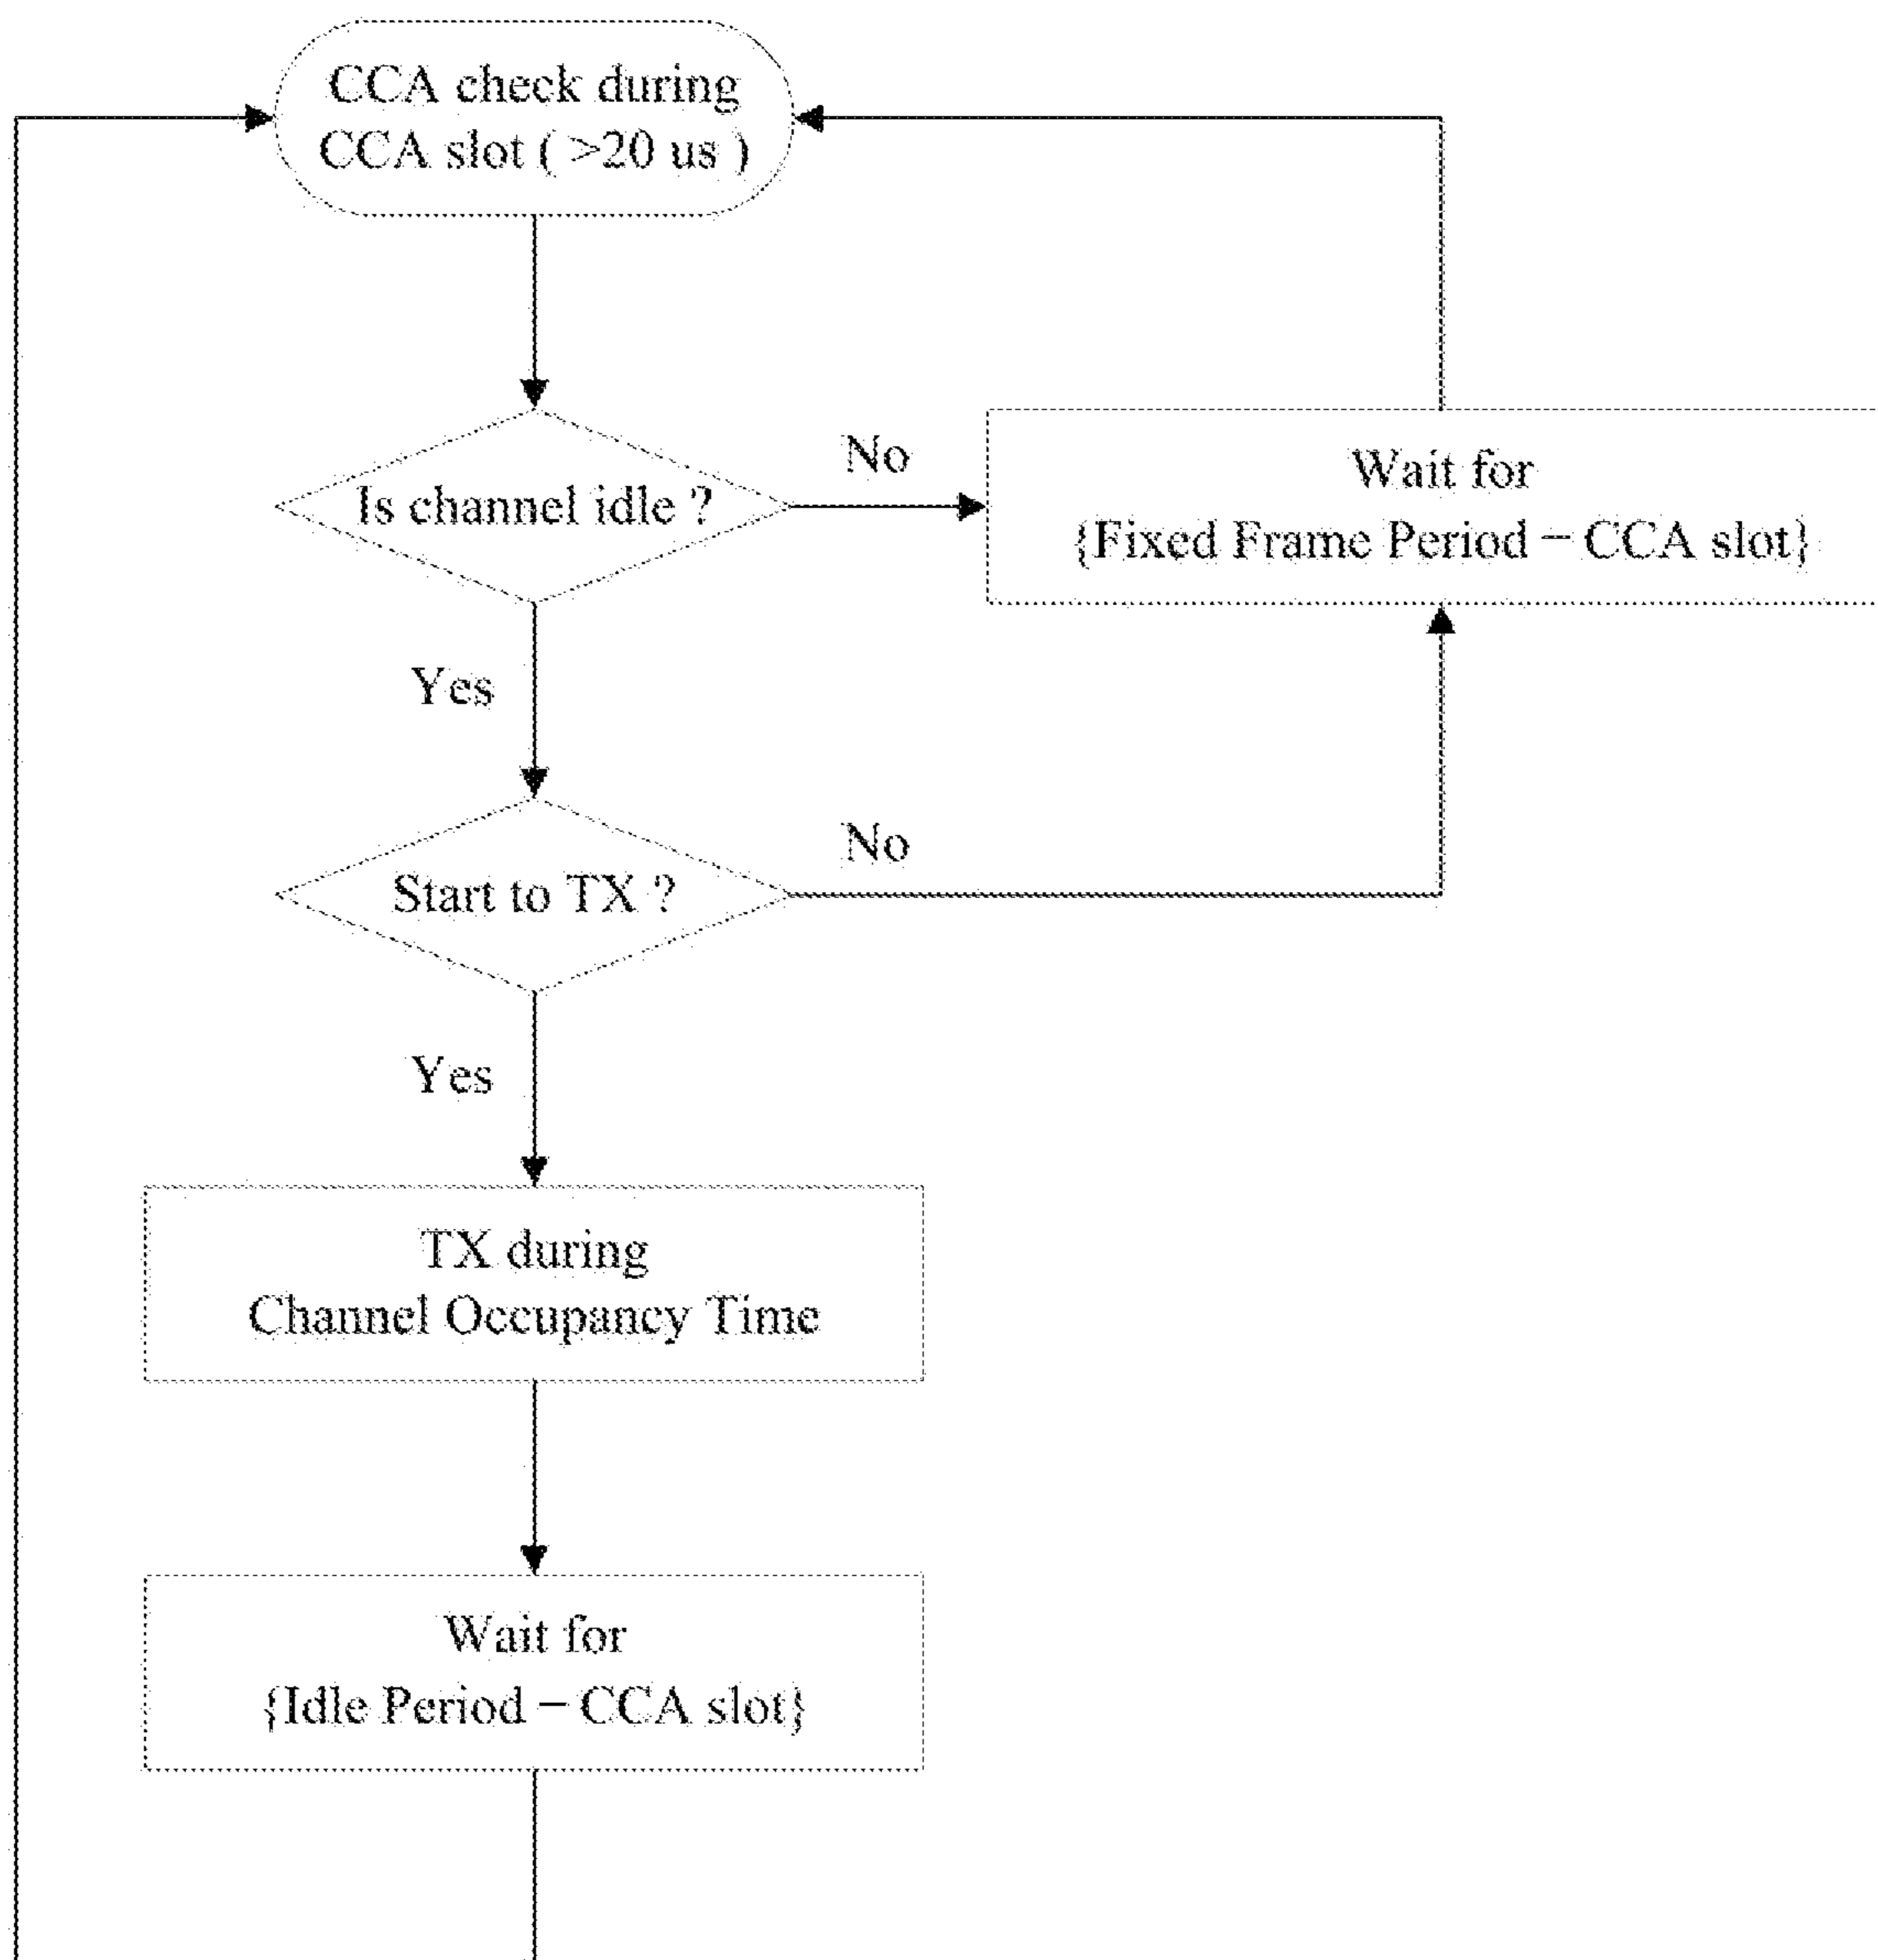 CCA check during
CCA slot ( >20 us )
Is channel idle ?
No
Wait for
{Fixed Frame Period − CCA slot}
Yes
Start to TX ?
No
Yes
TX during
Channel Occupancy Time
Wait for
{Idle Period − CCA slot}